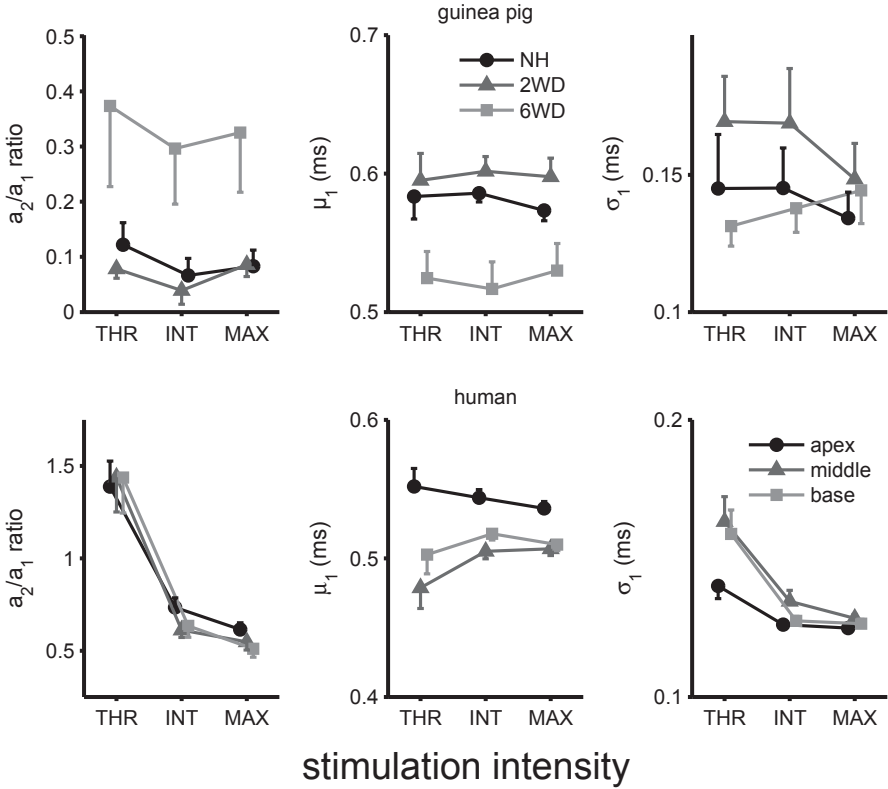 guinea pig
0.5
0.4
0.3
0.2
0.1
0
a2/a1 ratio
THR INT MAX
0.7
0.6
0.5
μ1 (ms)
NH
2WD
6WD
THR INT MAX
0.15
0.1
σ1 (ms)
THR INT MAX
human
1.5
1
0.5
a2/a1 ratio
THR INT MAX
0.6
0.5
0.4
μ1 (ms)
THR INT MAX
0.2
0.1
σ1 (ms)
apex
middle
base
THR INT MAX
stimulation intensity